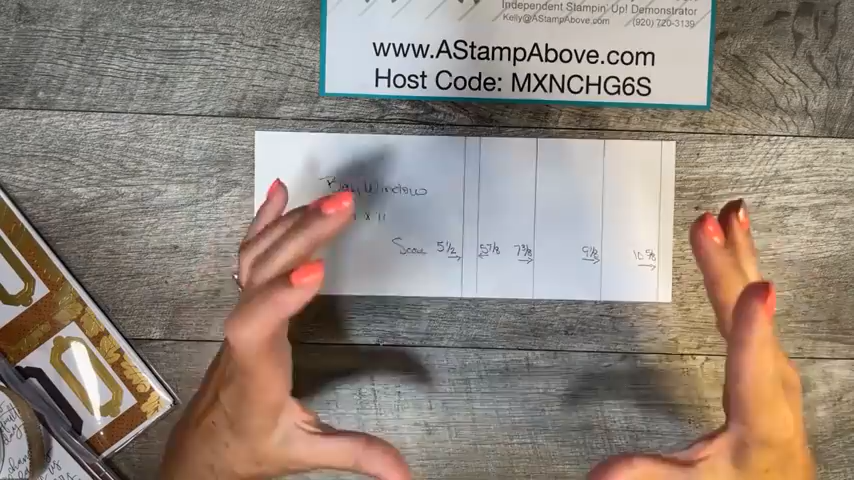 Independent Stampin' Up! Demonstrator
Kelly@AStampAbove.com (920) 720-3139
www.AStampAbove.com
Host Code: MXNCHG6S
Bay Window
x 11
Score 5½ 5⅞ 7⅜ 9⅛ 10⅝